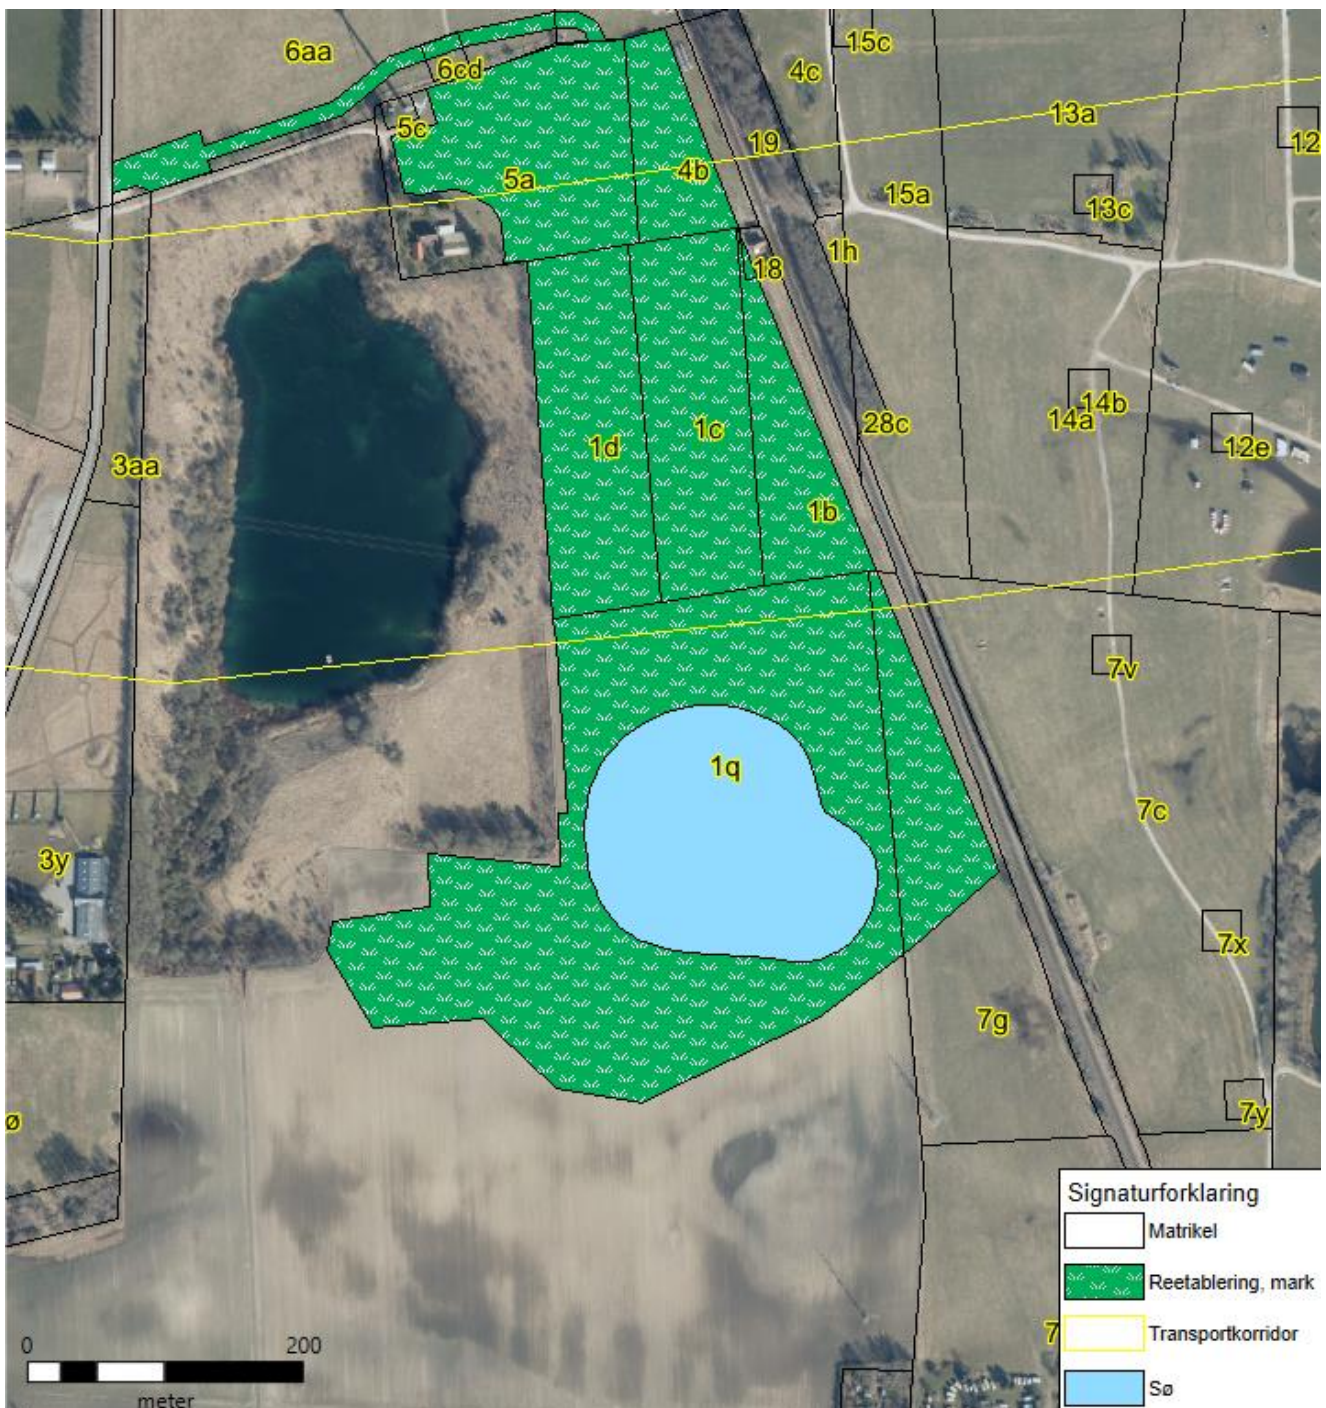 15c
6aa
6cd
4c
13a
5c
19
12
4b
5a
15a
13c
1h
18
14b
14a
1c
28c
12e
1d
3aa
1b
7v
1q
7c
3y
7x
7g
7y
ø
Signaturforklaring
Matrikel
Reetablering, mark
Transportkorridor
7
Sø
0 200
meter